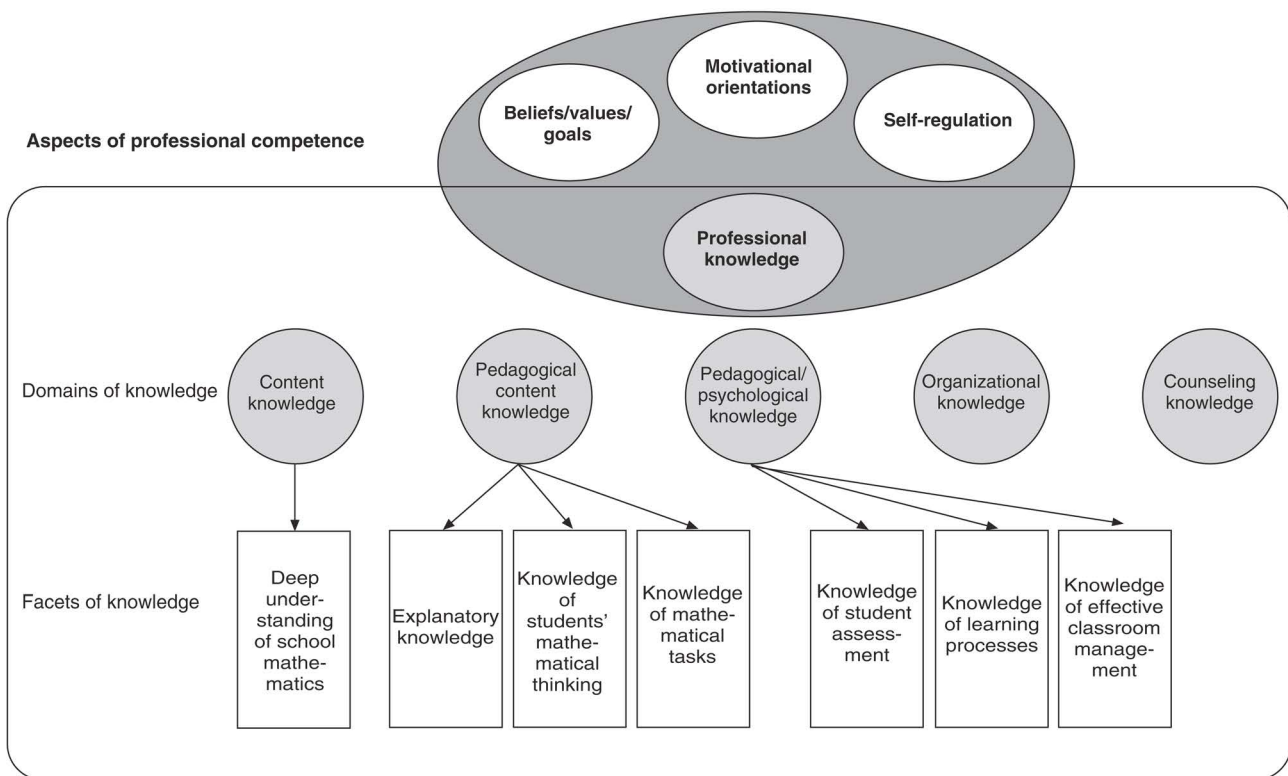 Motivational
orientations
Beliefs/values/
goals
Self-regulation
Aspects of professional competence
Professional
knowledge
Domains of knowledge
Content
knowledge
Pedagogical
content
knowledge
Pedagogical/
psychological
knowledge
Organizational
knowledge
Counseling
knowledge
Facets of knowledge
Deep
under-
standing
of school
mathe-
matics
Explanatory
knowledge
Knowledge
of
students’
mathe-
matical
thinking
Knowledge
of mathe-
matical
tasks
Knowledge
of student
assess-
ment
Knowledge
of learning
processes
Knowledge
of effective
classroom
manage-
ment